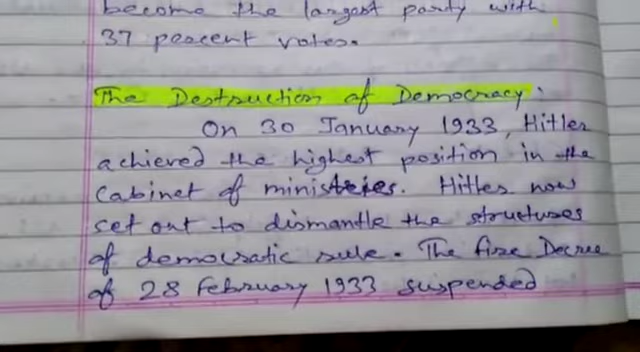 become the largest party with
37 percent votes.
The Destruction of Democracy:
On 30 January 1933, Hitler
achieved the highest position in the
Cabinet of ministeries. Hitler now
set out to dismantle the structures
of democratic rule. The fire Decree
of 28 February 1933 suspended